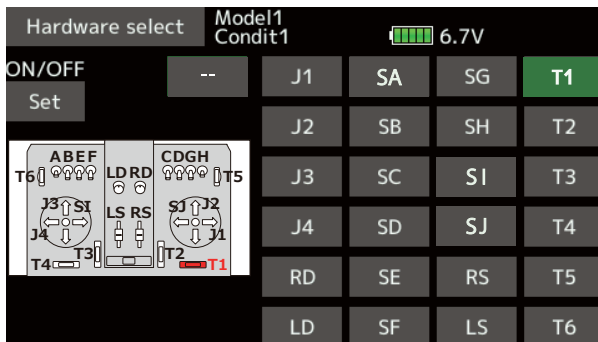 Hardware select
Model1
Condit1
6.7V
ON/OFF
--
Set
J1 SA SG T1
J2 SB SH T2
J3 SC SI T3
J4 SD SJ T4
RD SE RS T5
LD SF LS T6
ABEF CDGH
T6 LD RD T5
J3 SI LS RS SJ J2
J4 J1
T3 T2
T4 T1